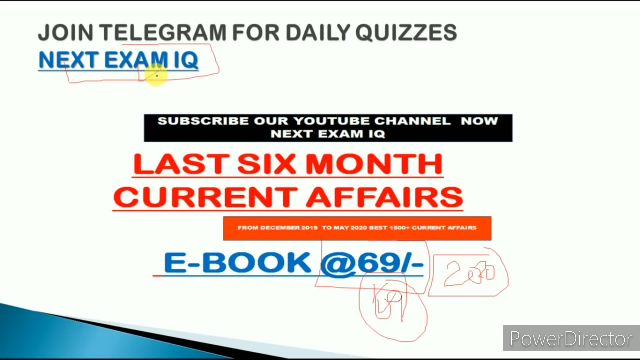 JOIN TELEGRAM FOR DAILY QUIZZES
NEXT EXAM IQ
SUBSCRIBE OUR YOUTUBE CHANNEL NOW
NEXT EXAM IQ
LAST SIX MONTH
CURRENT AFFAIRS
FROM DECEMBER 2019 TO MAY 2020 BEST 1500+ CURRENT AFFAIRS
E-BOOK @69/-
200
PowerDirector